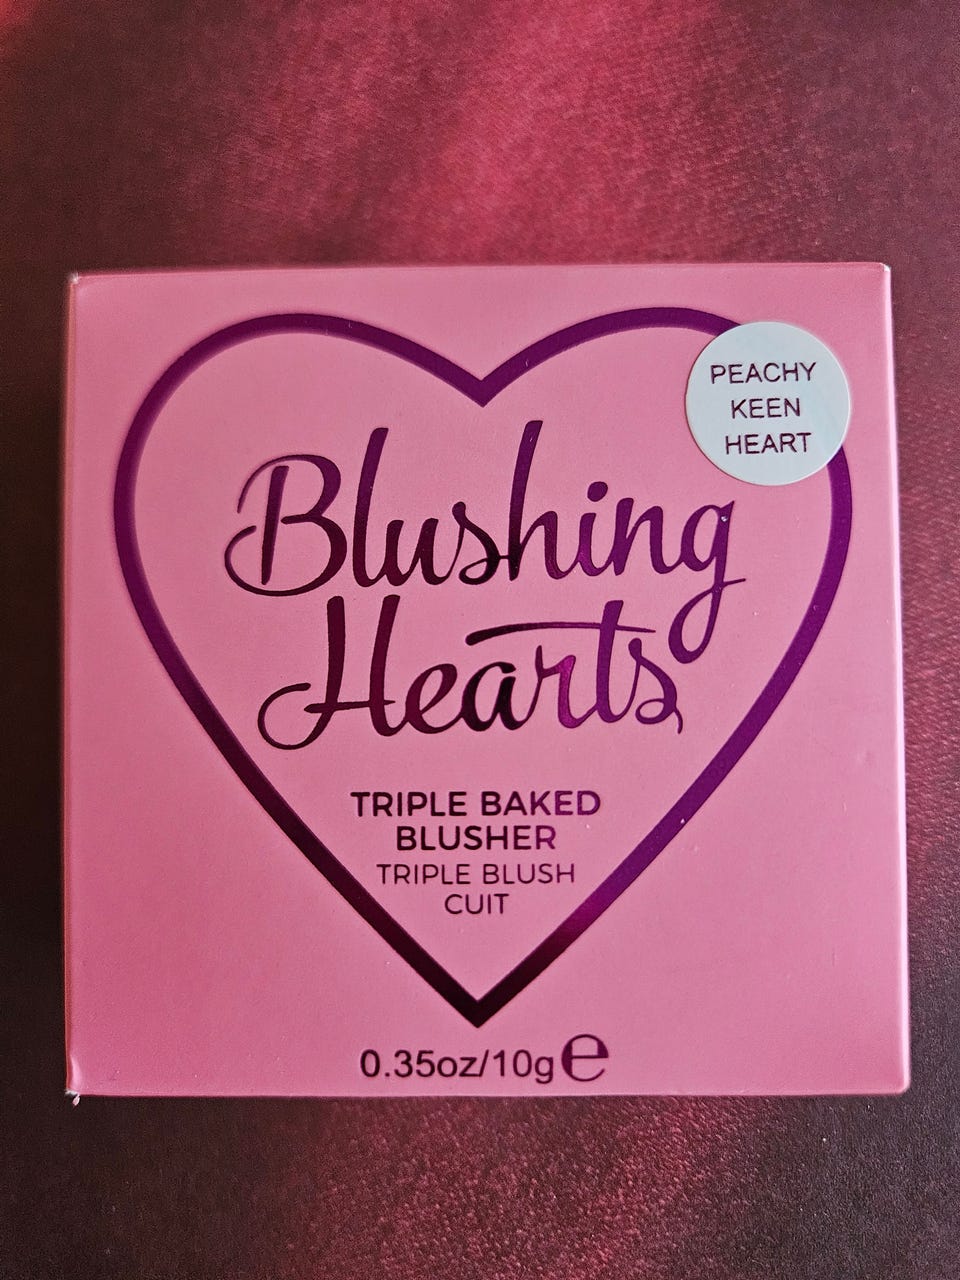 PEACHY
KEEN
HEART
Blushing
Hearts
TRIPLE BAKED
BLUSHER
TRIPLE BLUSH
CUIT
0.35oz/10g℮